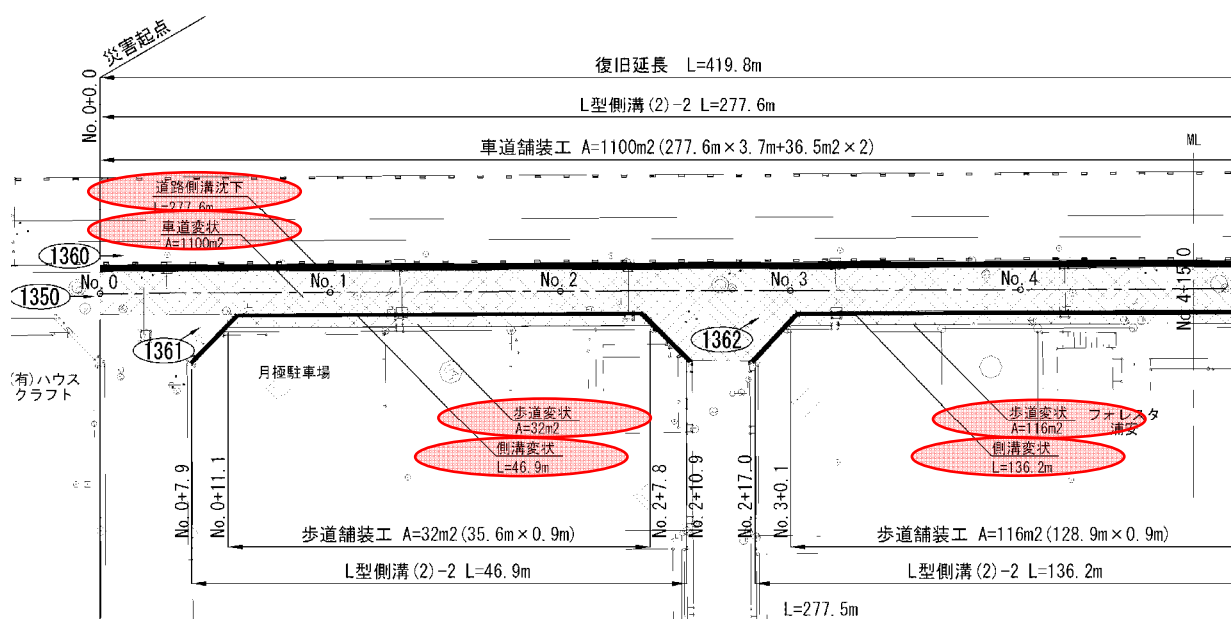 災害起点
No. 0+0.0
復旧延長 L=419.8m
L型側溝(2)-2 L=277.6m
車道舗装工 A=1100m2(277.6m×3.7m+36.5m2×2)
ML
道路側溝沈下
L=277.6m
車道変状
A=1100m2
1360
No. 0
No. 1
No. 2
No. 3
No. 4
1350
1361
1362
(有)ハウス
クラフト
月極駐車場
歩道変状
A=32m2
側溝変状
L=46.9m
歩道変状
A=116m2
フォレスタ
浦安
側溝変状
L=136.2m
No. 0+7.9
No. 0+11.1
No. 2+7.8
No. 2+10.9
No. 2+17.0
No. 3+0.1
歩道舗装工 A=32m2(35.6m×0.9m)
歩道舗装工 A=116m2(128.9m×0.9m)
L型側溝(2)-2 L=46.9m
L型側溝(2)-2 L=136.2m
L=277.5m